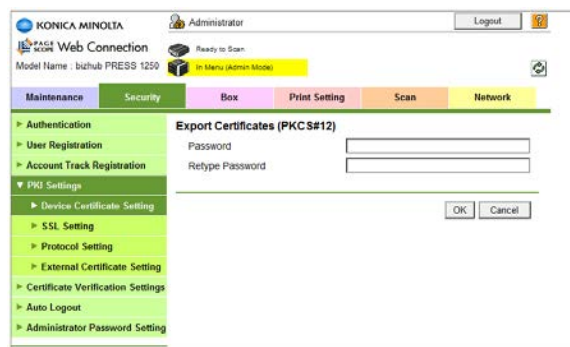 KONICA MINOLTA
Administrator
Logout
?
PAGE SCOPE Web Connection
Ready to Scan
Model Name : bizhub PRESS 1250
In Menu (Admin Mode)
Maintenance Security Box Print Setting Scan Network
Authentication
User Registration
Account Track Registration
PKI Settings
Device Certificate Setting
SSL Setting
Protocol Setting
External Certificate Setting
Certificate Verification Settings
Auto Logout
Administrator Password Setting
Export Certificates (PKCS#12)
Password
Retype Password
OK Cancel